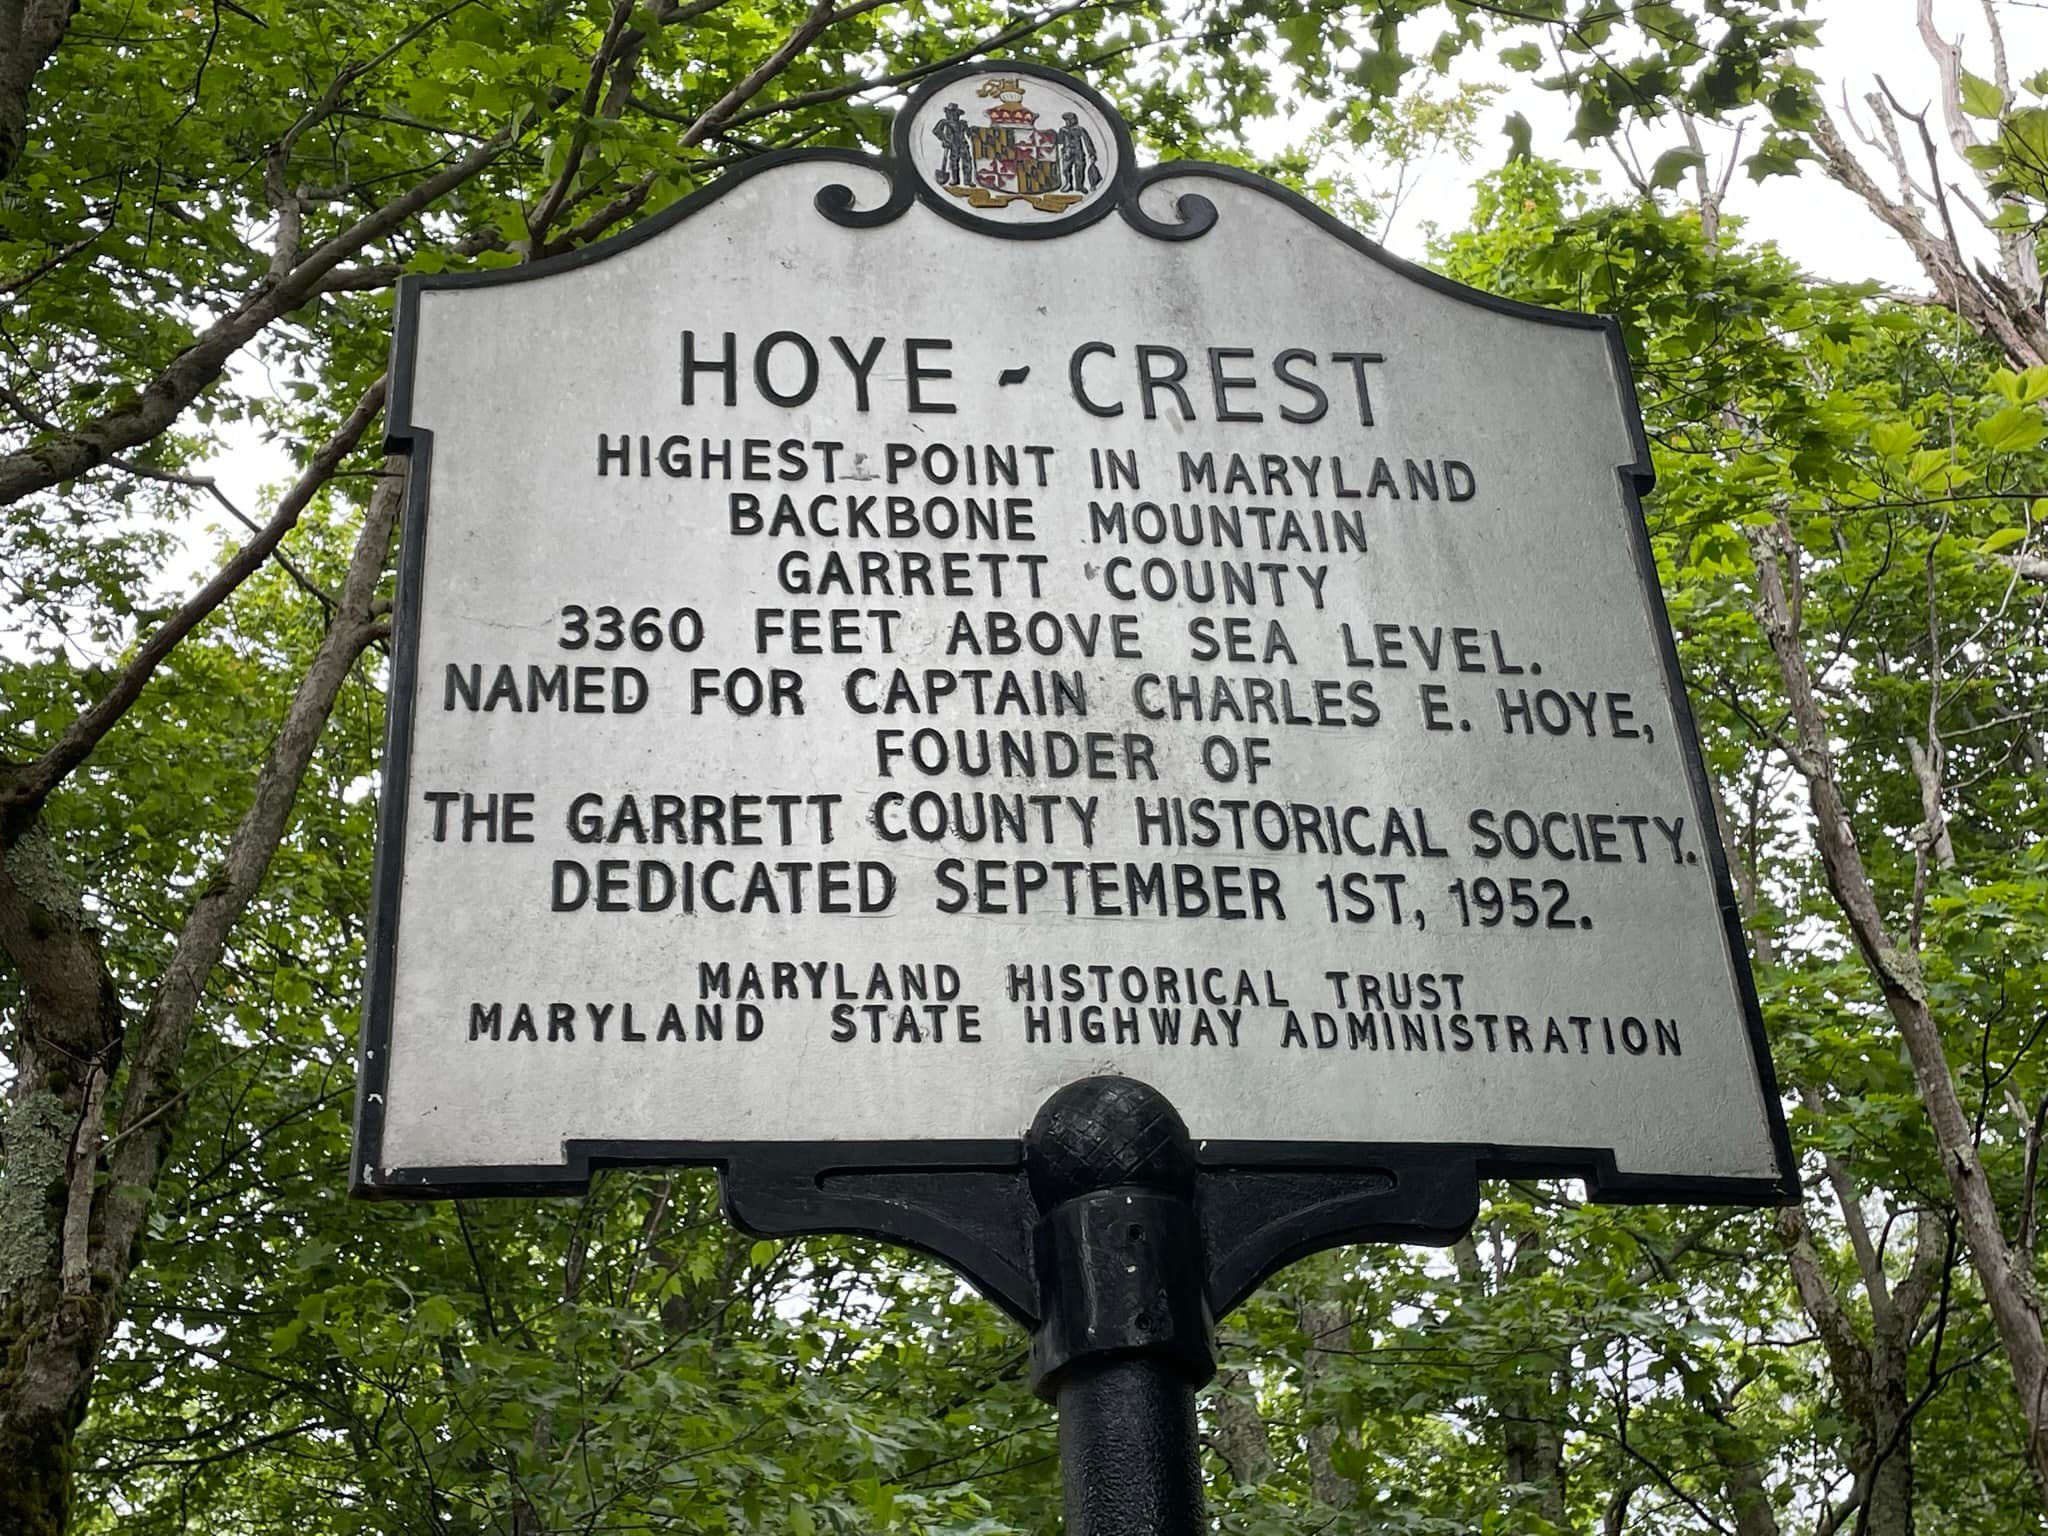 HOYE-CREST
HIGHEST POINT IN MARYLAND
BACKBONE MOUNTAIN
GARRETT COUNTY
3360 FEET ABOVE SEA LEVEL.
NAMED FOR CAPTAIN CHARLES E. HOYE,
FOUNDER OF
THE GARRETT COUNTY HISTORICAL SOCIETY.
DEDICATED SEPTEMBER 1ST, 1952.
MARYLAND HISTORICAL TRUST
MARYLAND STATE HIGHWAY ADMINISTRATION